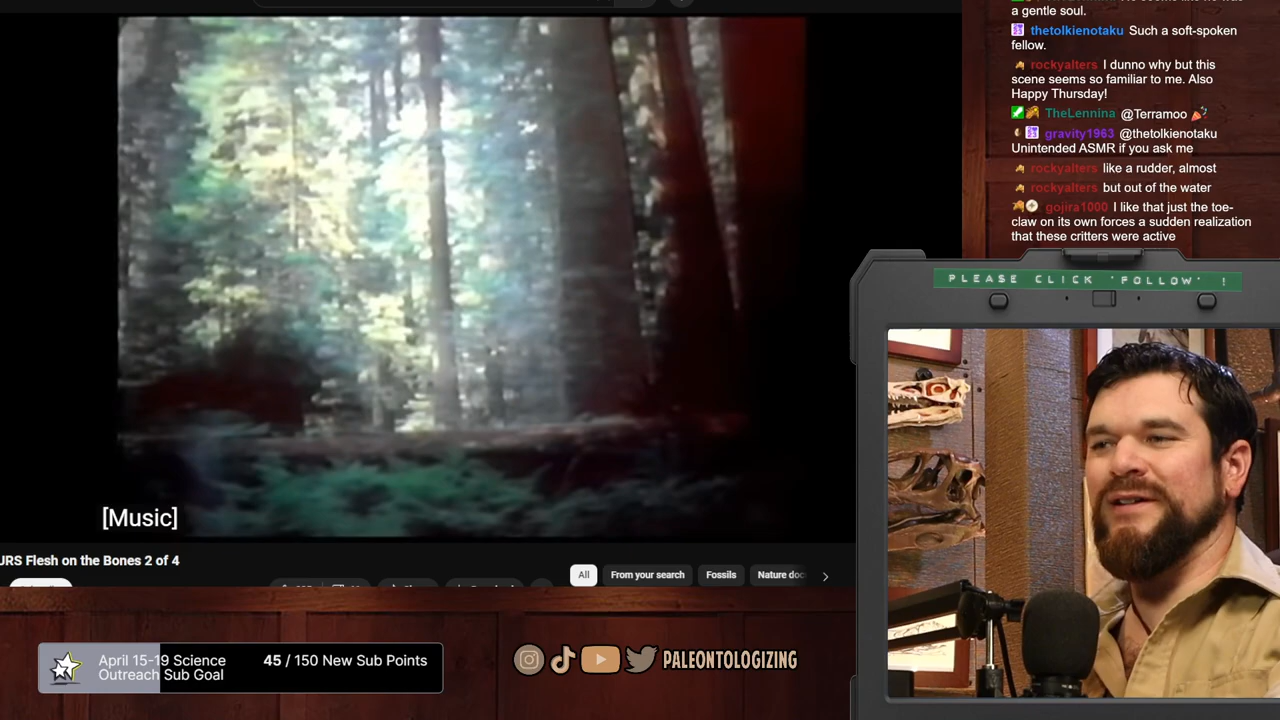 a gentle soul.
thetolkienotaku Such a soft-spoken
fellow.
rockyalters I dunno why but this
scene seems so familiar to me. Also
Happy Thursday!
TheLennina @Terramoo
gravity1963 @thetolkienotaku
Unintended ASMR if you ask me
rockyalters like a rudder, almost
rockyalters but out of the water
gojira1000 I like that just the toe-
claw on its own forces a sudden realization
that these critters were active
PLEASE CLICK "FOLLOW" !
[Music]
URS Flesh on the Bones 2 of 4
All
From your search
Fossils
Nature doc
April 15-19 Science
Outreach Sub Goal
45 / 150 New Sub Points
PALEONTOLOGIZING